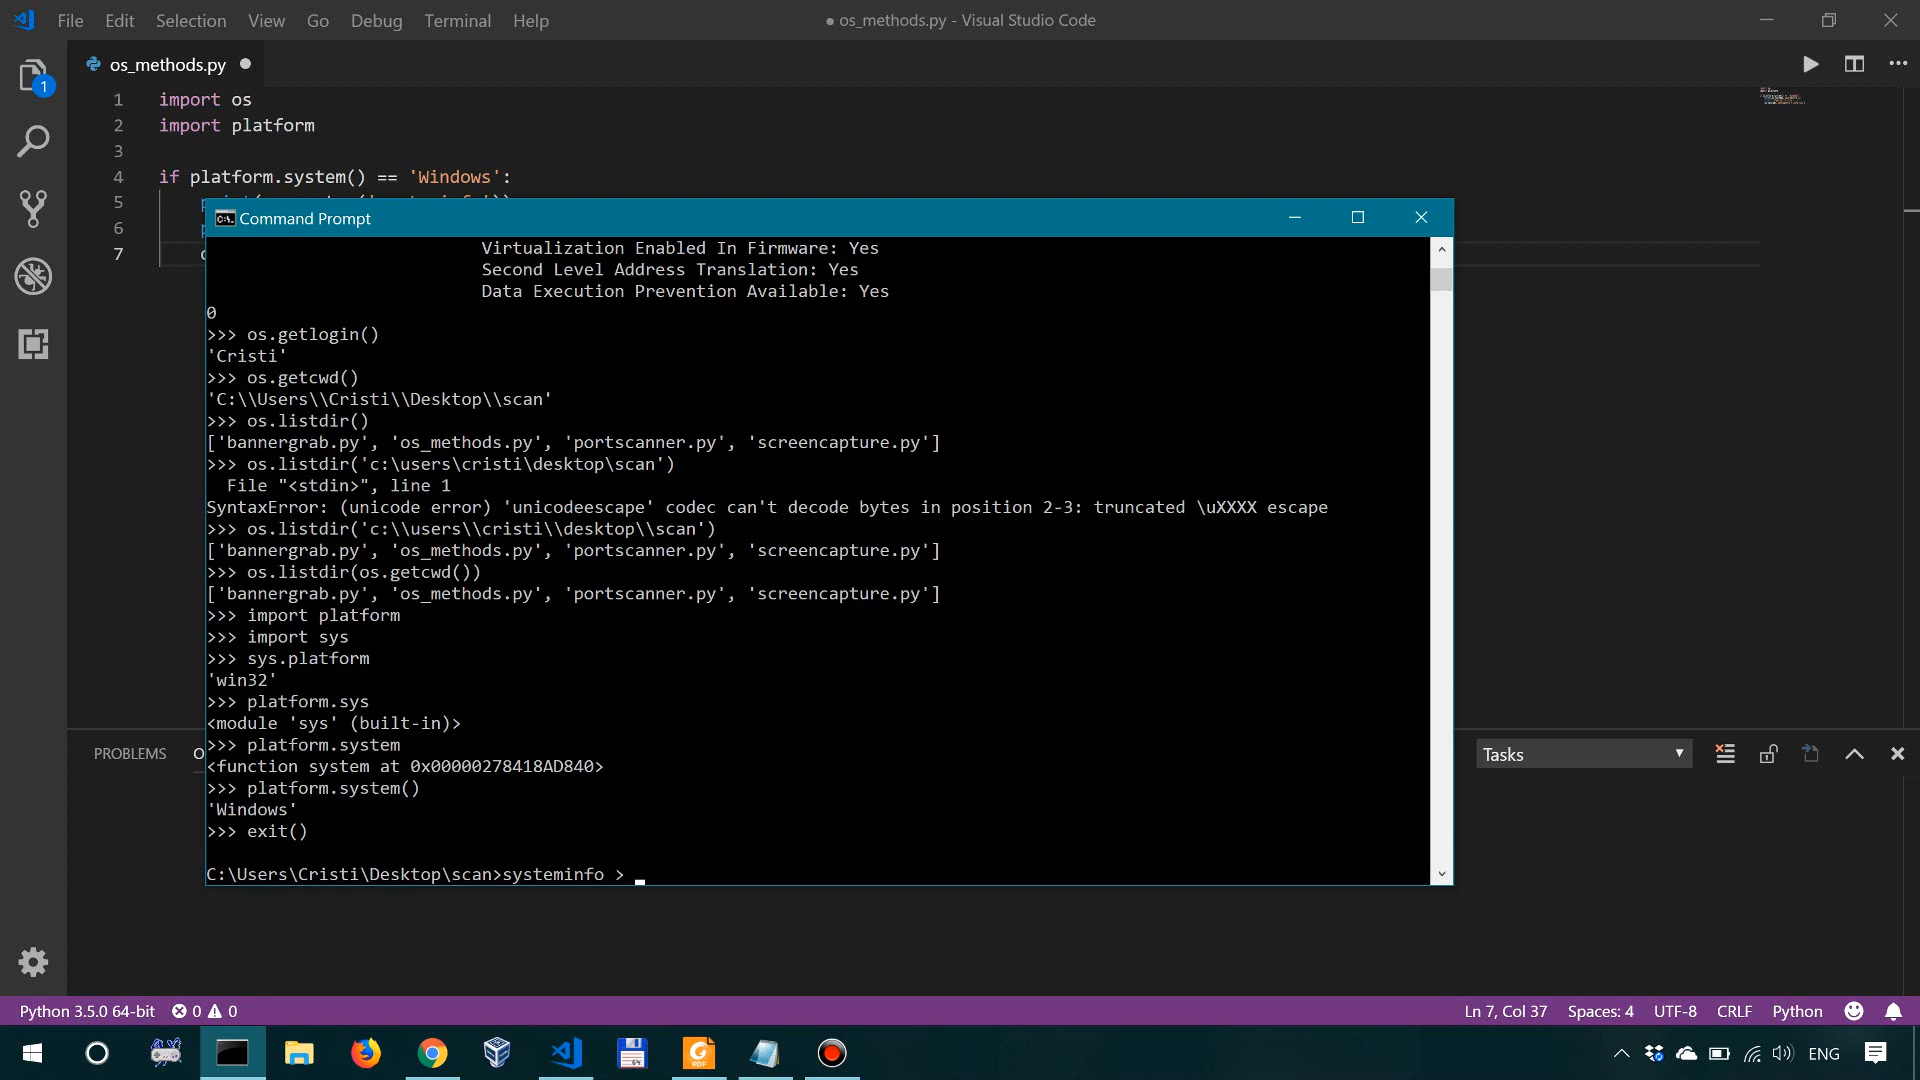 File Edit Selection View Go Debug Terminal Help
● os_methods.py - Visual Studio Code
os_methods.py
1
1 import os
2 import platform
3
4 if platform.system() == 'Windows':
5
6
7
Command Prompt
Virtualization Enabled In Firmware: Yes
Second Level Address Translation: Yes
Data Execution Prevention Available: Yes
0
>>> os.getlogin()
'Cristi'
>>> os.getcwd()
'C:\\Users\\Cristi\\Desktop\\scan'
>>> os.listdir()
['bannergrab.py', 'os_methods.py', 'portscanner.py', 'screencapture.py']
>>> os.listdir('c:\users\cristi\desktop\scan')
  File "<stdin>", line 1
SyntaxError: (unicode error) 'unicodeescape' codec can't decode bytes in position 2-3: truncated \uXXXX escape
>>> os.listdir('c:\\users\\cristi\\desktop\\scan')
['bannergrab.py', 'os_methods.py', 'portscanner.py', 'screencapture.py']
>>> os.listdir(os.getcwd())
['bannergrab.py', 'os_methods.py', 'portscanner.py', 'screencapture.py']
>>> import platform
>>> import sys
>>> sys.platform
'win32'
>>> platform.sys
<module 'sys' (built-in)>
>>> platform.system
<function system at 0x00000278418AD840>
>>> platform.system()
'Windows'
>>> exit()
C:\Users\Cristi\Desktop\scan>systeminfo > _
PROBLEMS
Tasks
Python 3.5.0 64-bit 0 0
Ln 7, Col 37 Spaces: 4 UTF-8 CRLF Python
ENG